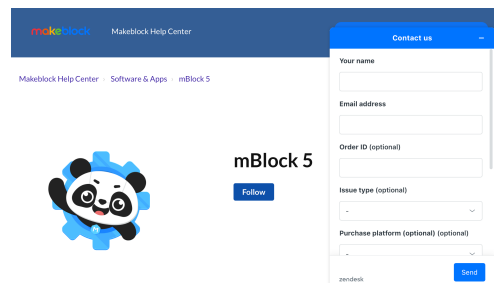 makeblock
Makeblock Help Center
Makeblock Help Center > Software & Apps > mBlock 5
mBlock 5
Follow
Contact us
Your name
Email address
Order ID (optional)
Issue type (optional)
-
Purchase platform (optional) (optional)
-
Send
zendesk